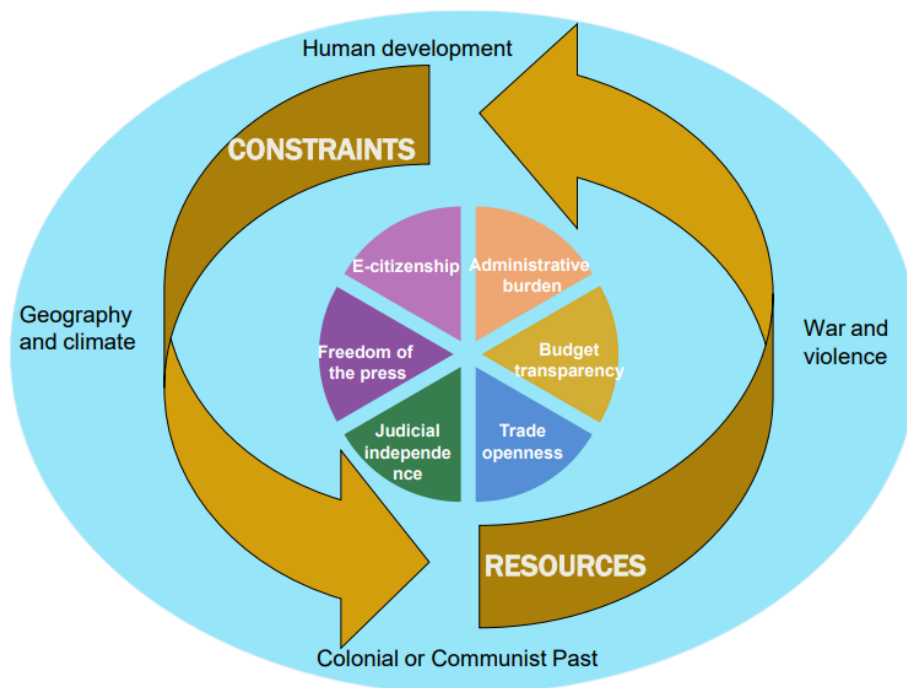 Human development
CONSTRAINTS
E-citizenship
Administrative
burden
Geography
and climate
Freedom of
the press
Budget
transparency
War and
violence
Judicial
independe
nce
Trade
openness
RESOURCES
Colonial or Communist Past